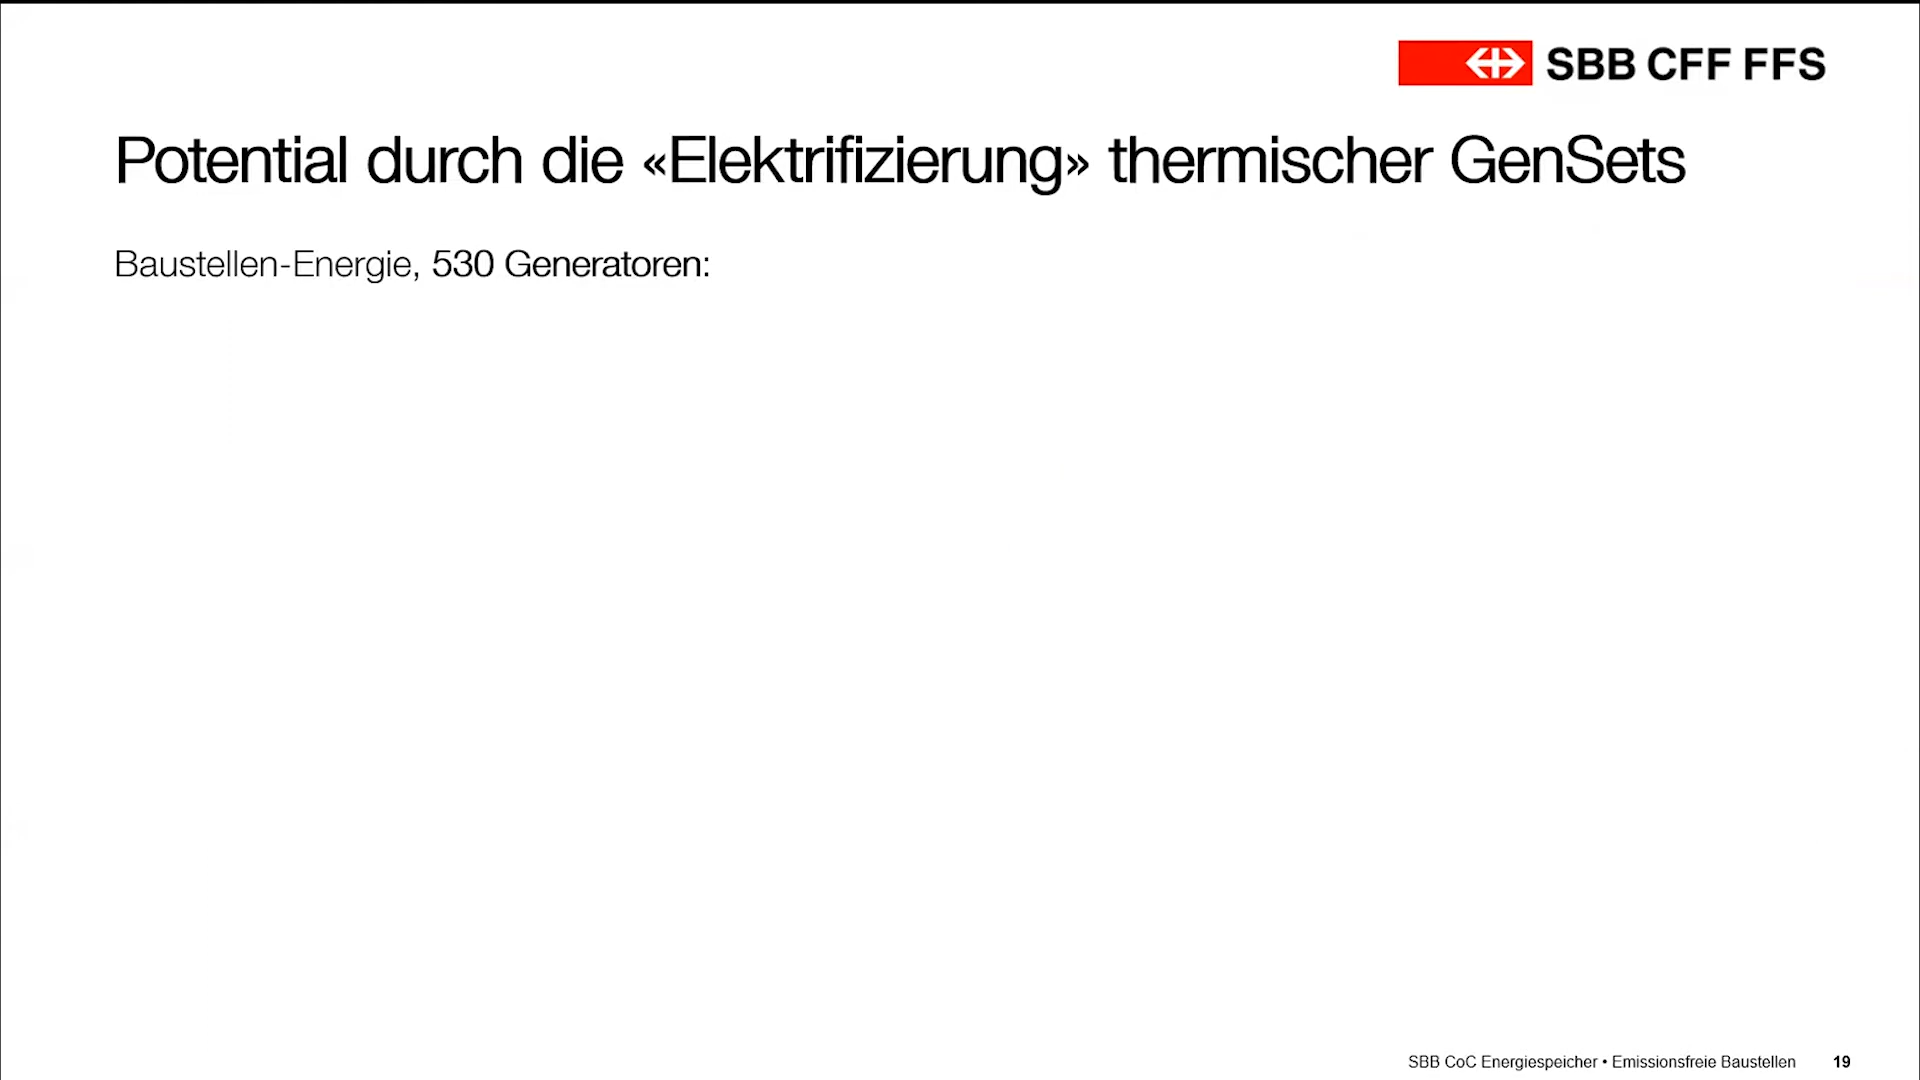 SBB CFF FFS
Potential durch die «Elektrifizierung» thermischer GenSets
Baustellen-Energie, 530 Generatoren:
SBB CoC Energiespeicher • Emissionsfreie Baustellen 19